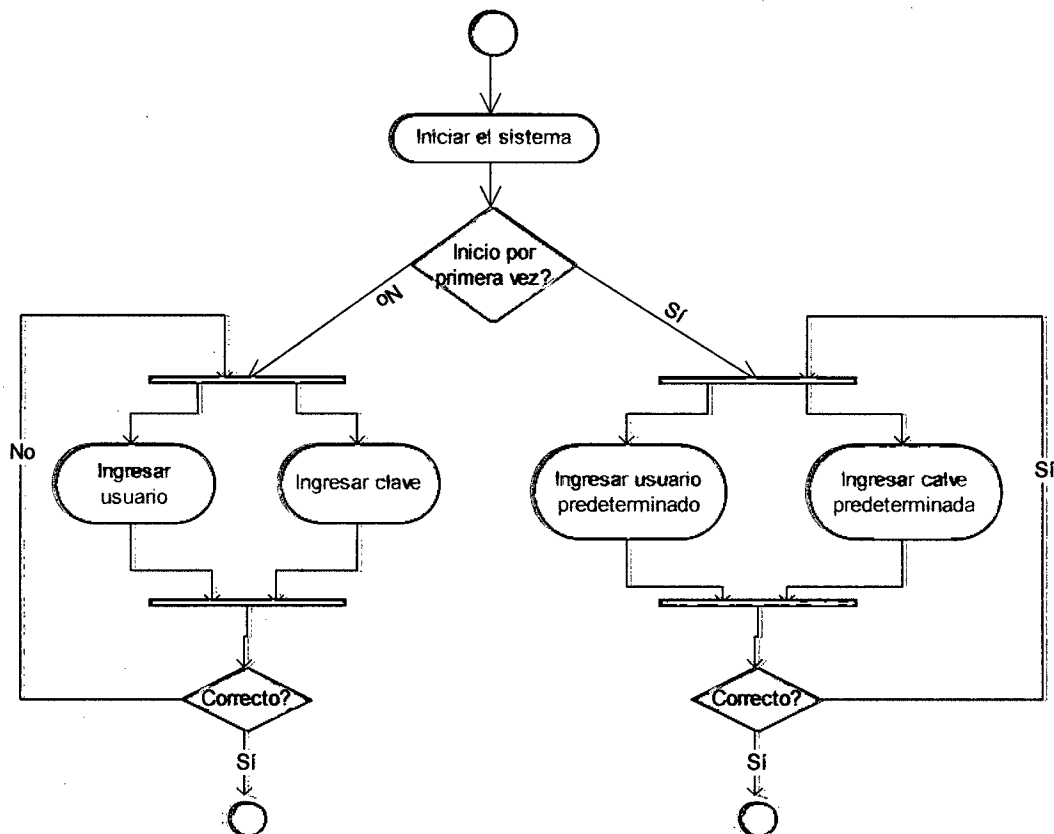 Iniciar el sistema
Inicio por
primera vez?
No
Sí
No
Ingresar
usuario
Ingresar clave
Ingresar usuario
predeterminado
Ingresar calve
predeterminada
Sí
Correcto?
Correcto?
Sí
Sí